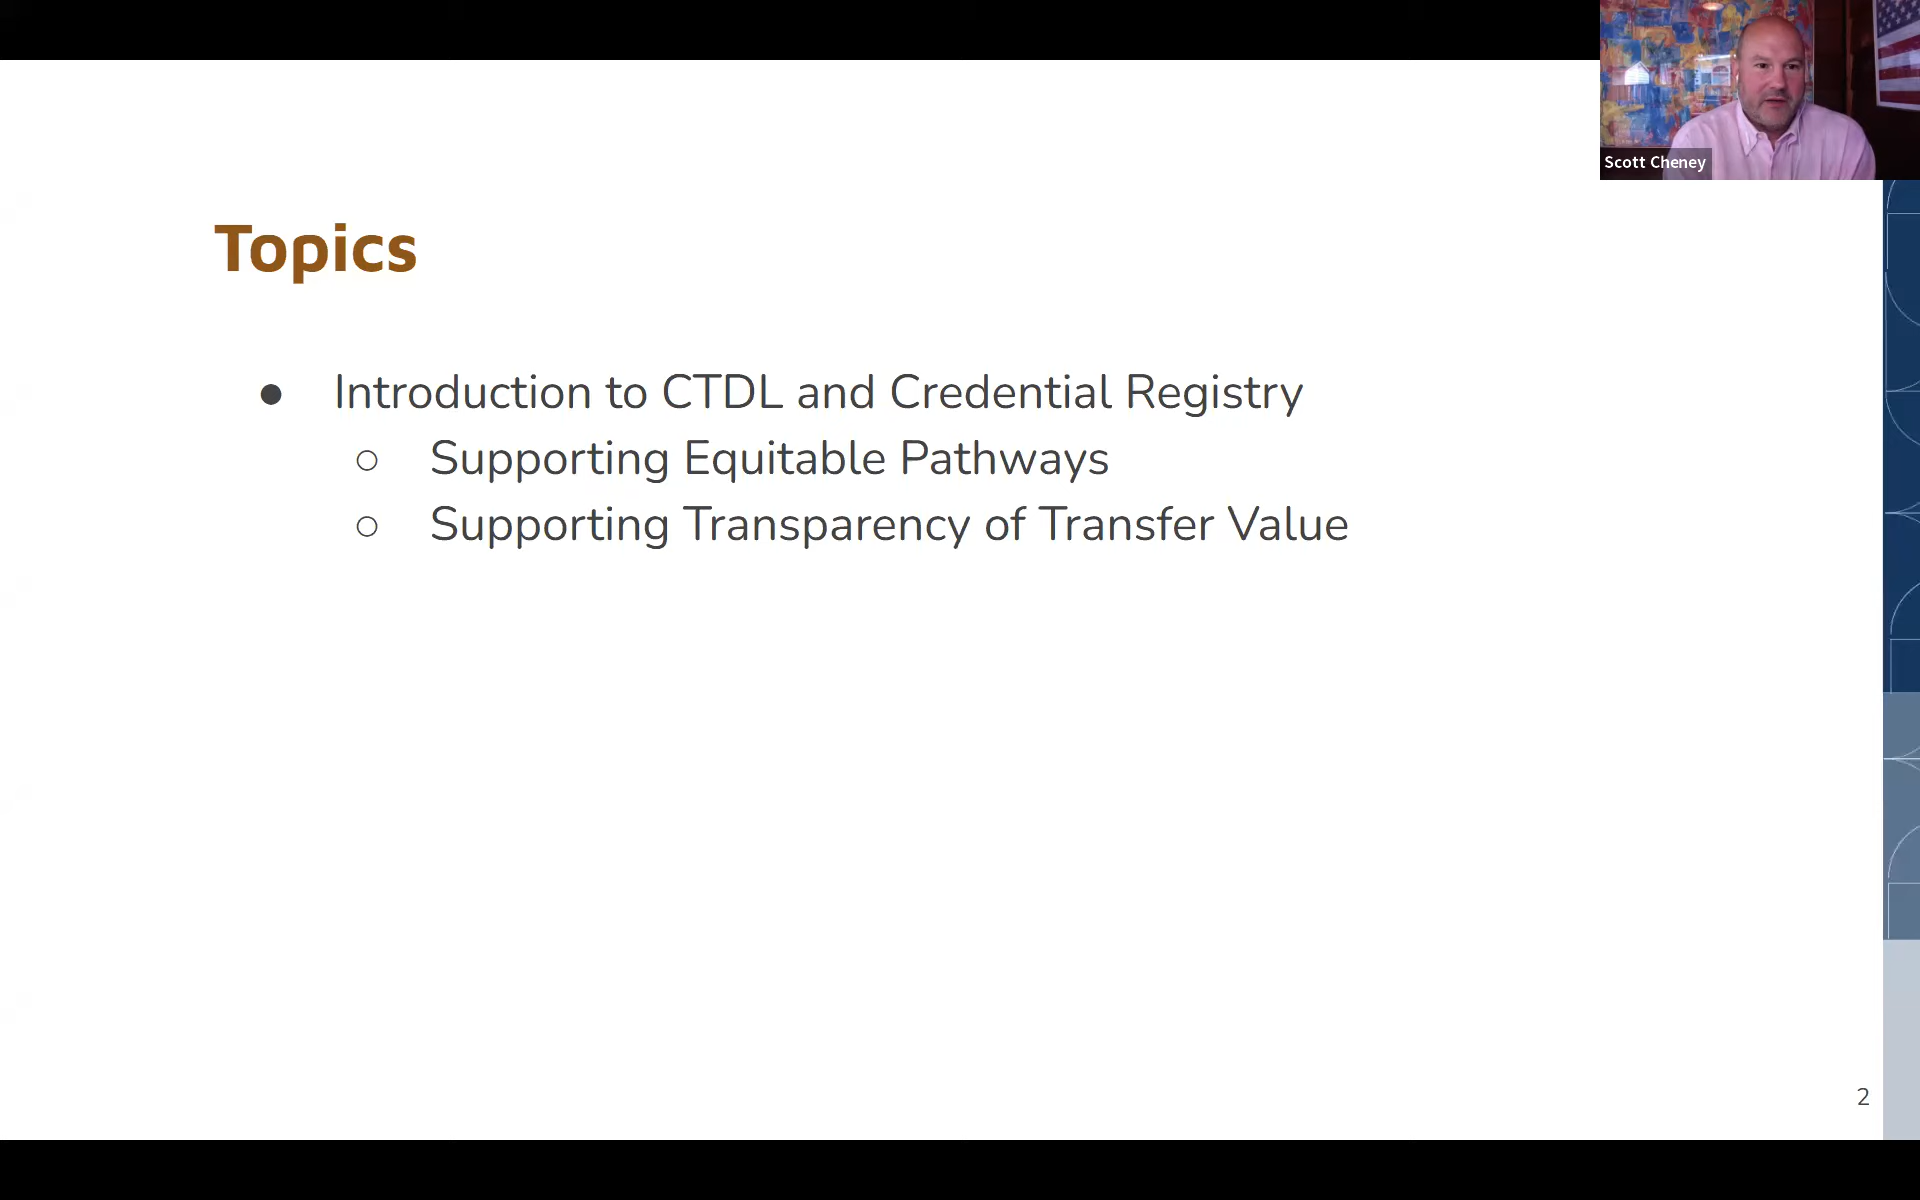 Scott Cheney
Topics
● Introduction to CTDL and Credential Registry
○ Supporting Equitable Pathways
○ Supporting Transparency of Transfer Value
2